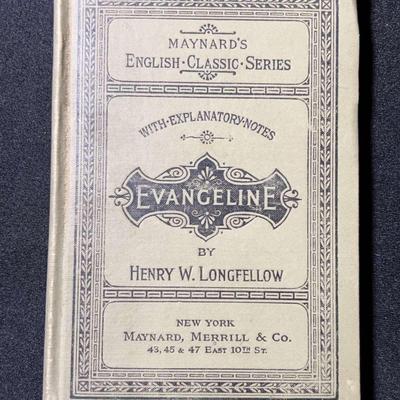 MAYNARD'S
ENGLISH·CLASSIC·SERIES
WITH·EXPLANATORY·NOTES
EVANGELINE
BY
HENRY W. LONGFELLOW
NEW YORK
MAYNARD, MERRILL & CO.
43, 45 & 47 EAST 10TH ST.